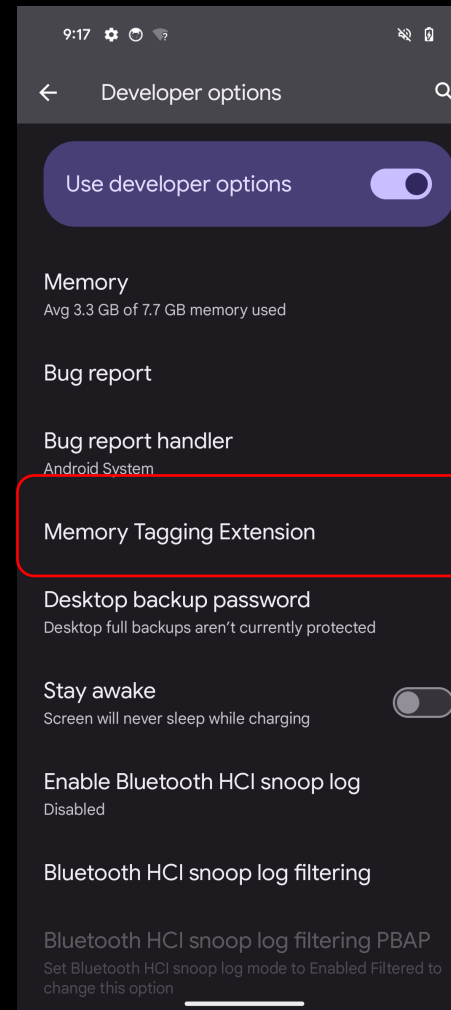 9:17
Developer options
Use developer options
Memory
Avg 3.3 GB of 7.7 GB memory used
Bug report
Bug report handler
Android System
Memory Tagging Extension
Desktop backup password
Desktop full backups aren't currently protected
Stay awake
Screen will never sleep while charging
Enable Bluetooth HCI snoop log
Disabled
Bluetooth HCI snoop log filtering
Bluetooth HCI snoop log filtering PBAP
Set Bluetooth HCI snoop log mode to Enabled Filtered to
change this option